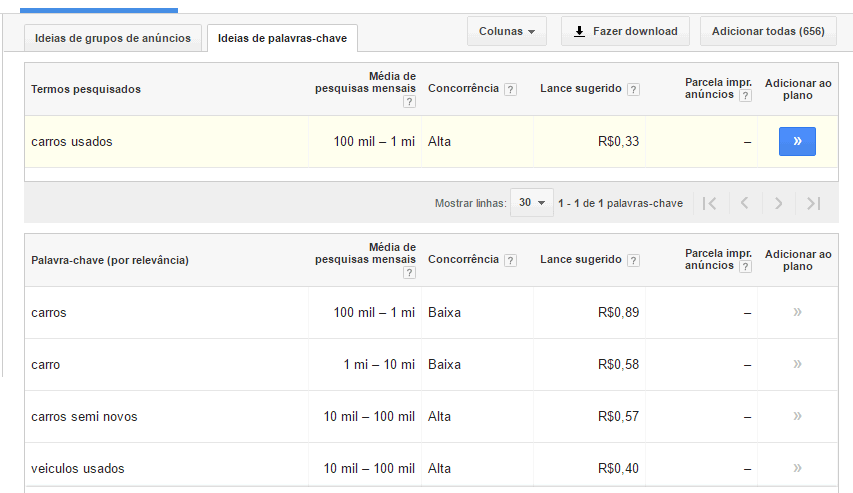 Ideias de grupos de anúncios
Ideias de palavras-chave
Colunas
Fazer download
Adicionar todas (656)
Termos pesquisados
Média de
pesquisas mensais
?
Concorrência ?
Lance sugerido ?
Parcela impr.
anúncios ?
Adicionar ao
plano
carros usados 100 mil – 1 mi Alta R$0,33 – »
Mostrar linhas: 30 1 - 1 de 1 palavras-chave
Palavra-chave (por relevância)
Média de
pesquisas mensais
?
Concorrência ?
Lance sugerido ?
Parcela impr.
anúncios ?
Adicionar ao
plano
carros 100 mil – 1 mi Baixa R$0,89 – »
carro 1 mi – 10 mi Baixa R$0,58 – »
carros semi novos 10 mil – 100 mil Alta R$0,57 – »
veiculos usados 10 mil – 100 mil Alta R$0,40 – »